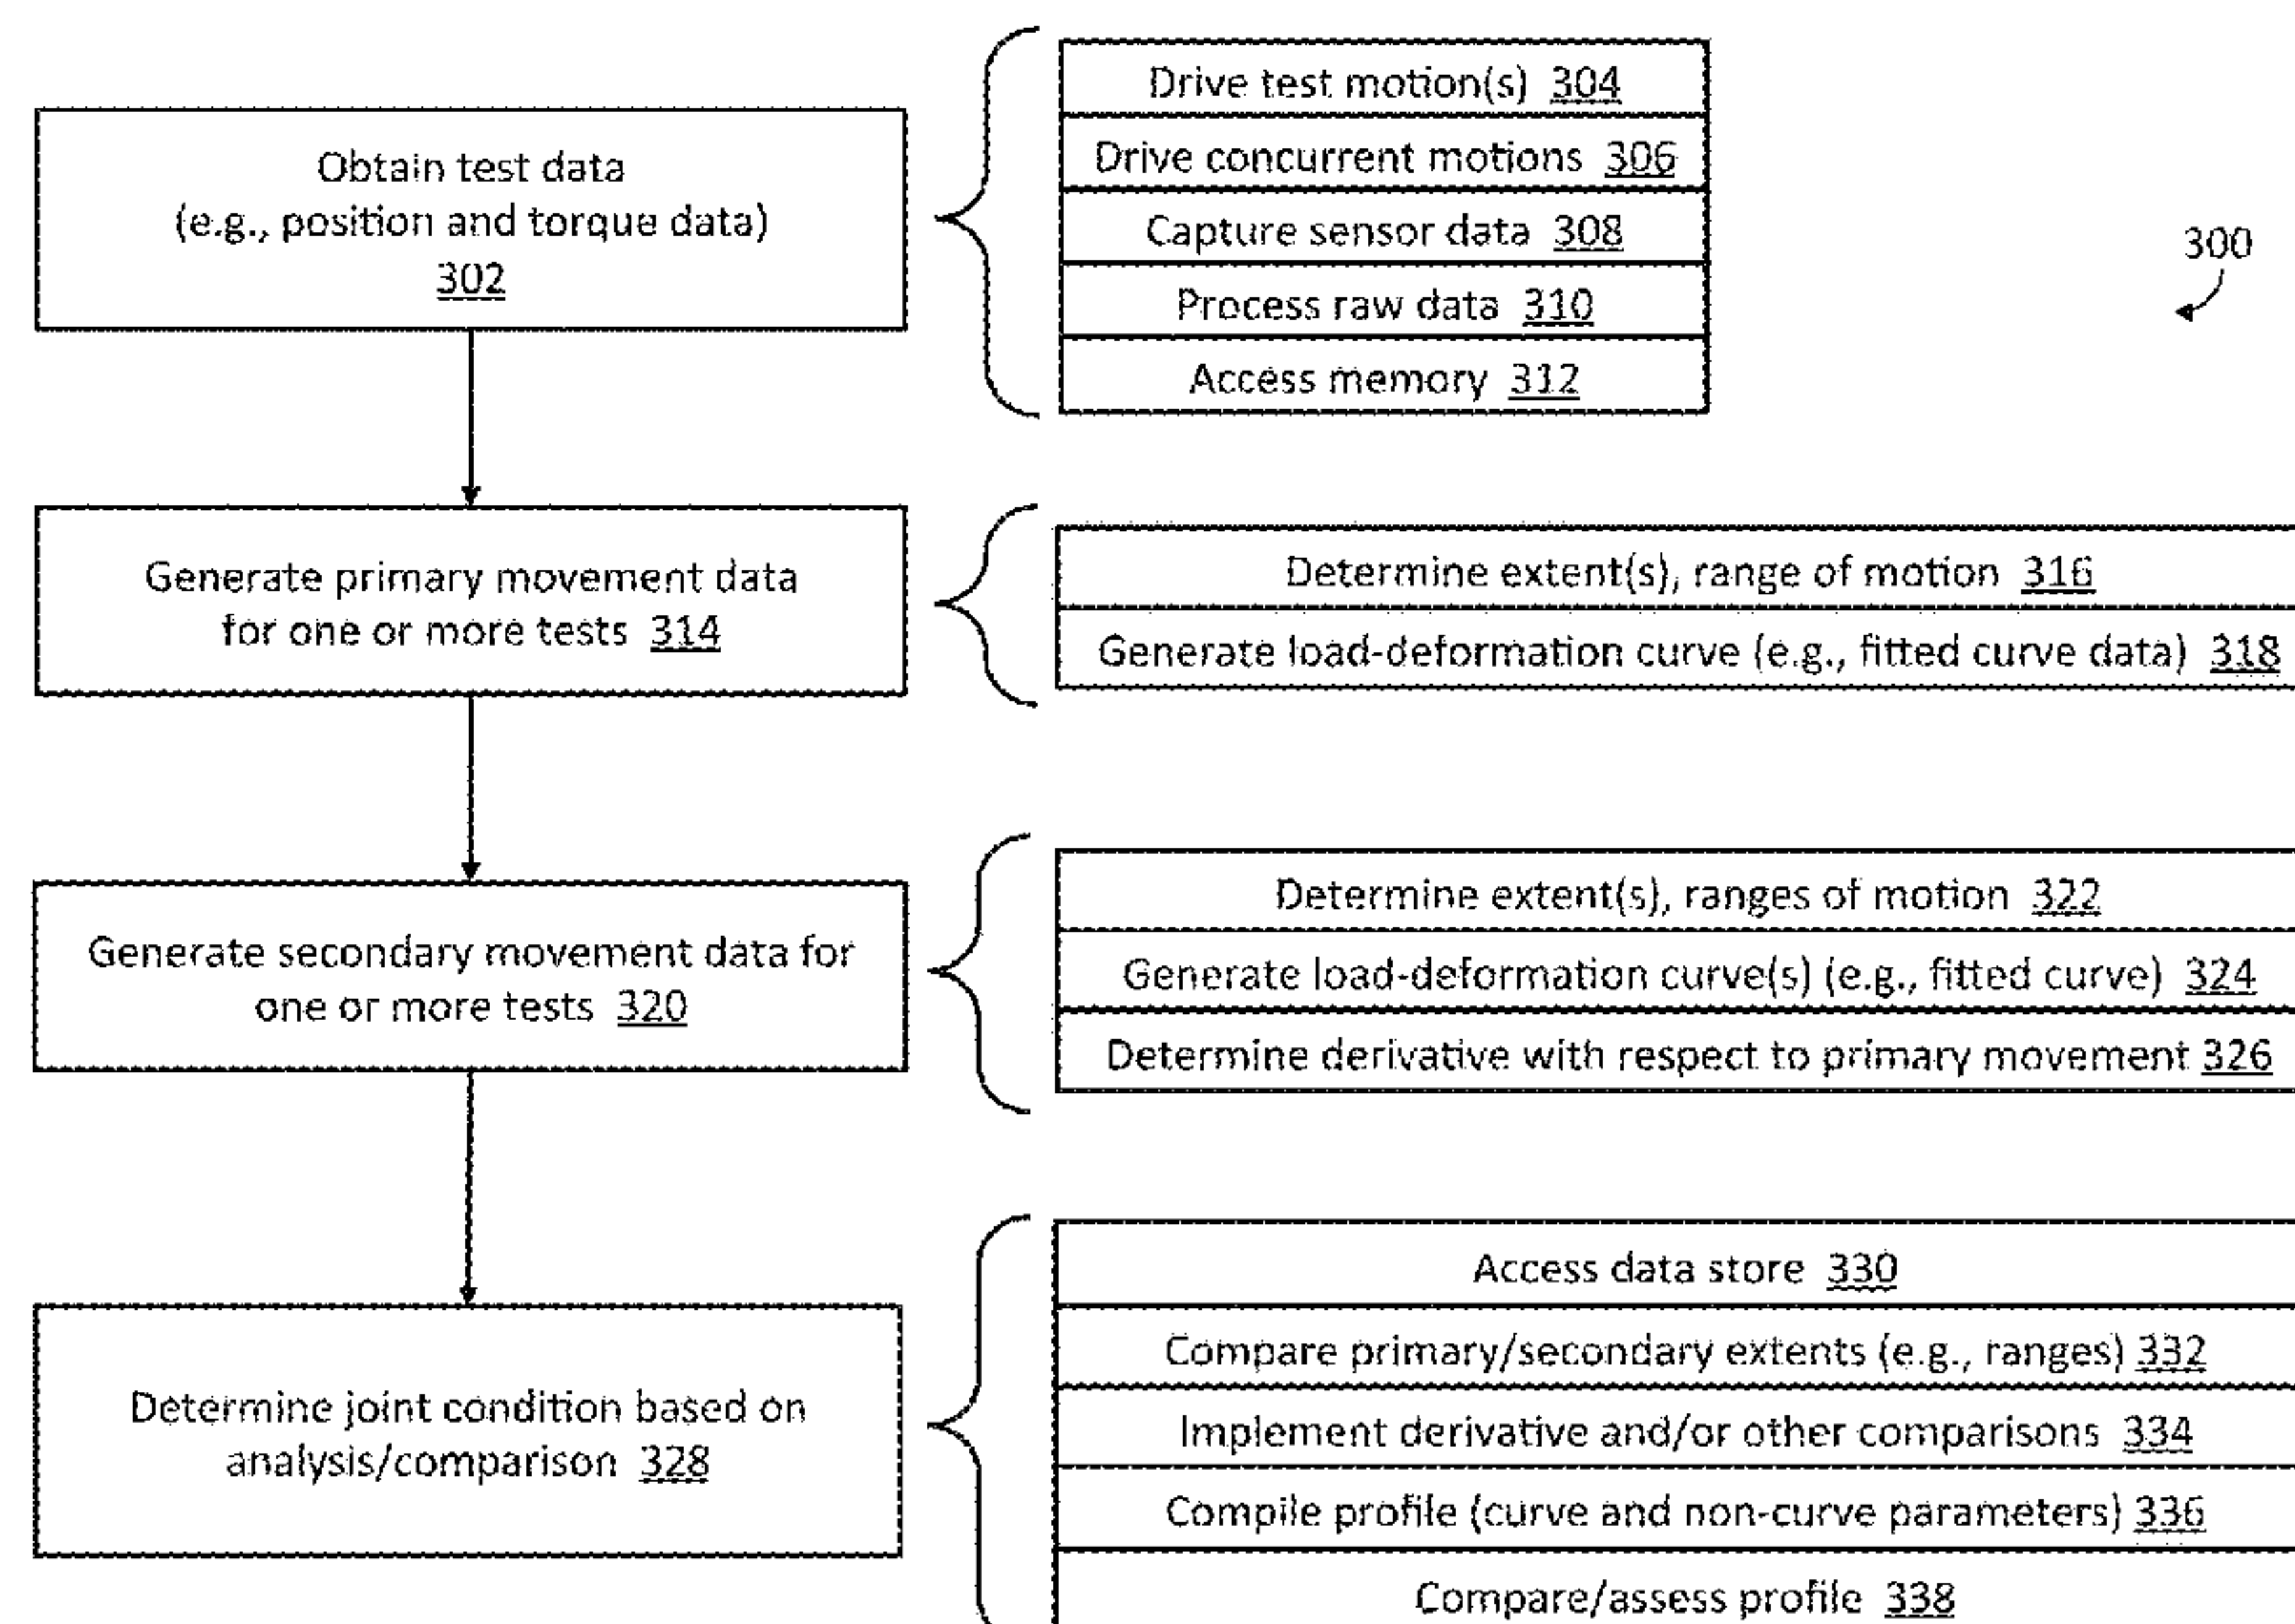 Obtain test data
(e.g., position and torque data)
302
Drive test motion(s) 304
Drive concurrent motions 306
Capture sensor data 308
Process raw data 310
Access memory 312
300
Generate primary movement data
for one or more tests 314
Determine extent(s), range of motion 316
Generate load-deformation curve (e.g., fitted curve data) 318
Generate secondary movement data for
one or more tests 320
Determine extent(s), ranges of motion 322
Generate load-deformation curve(s) (e.g., fitted curve) 324
Determine derivative with respect to primary movement 326
Determine joint condition based on
analysis/comparison 328
Access data store 330
Compare primary/secondary extents (e.g., ranges) 332
Implement derivative and/or other comparisons 334
Compile profile (curve and non-curve parameters) 336
Compare/assess profile 338